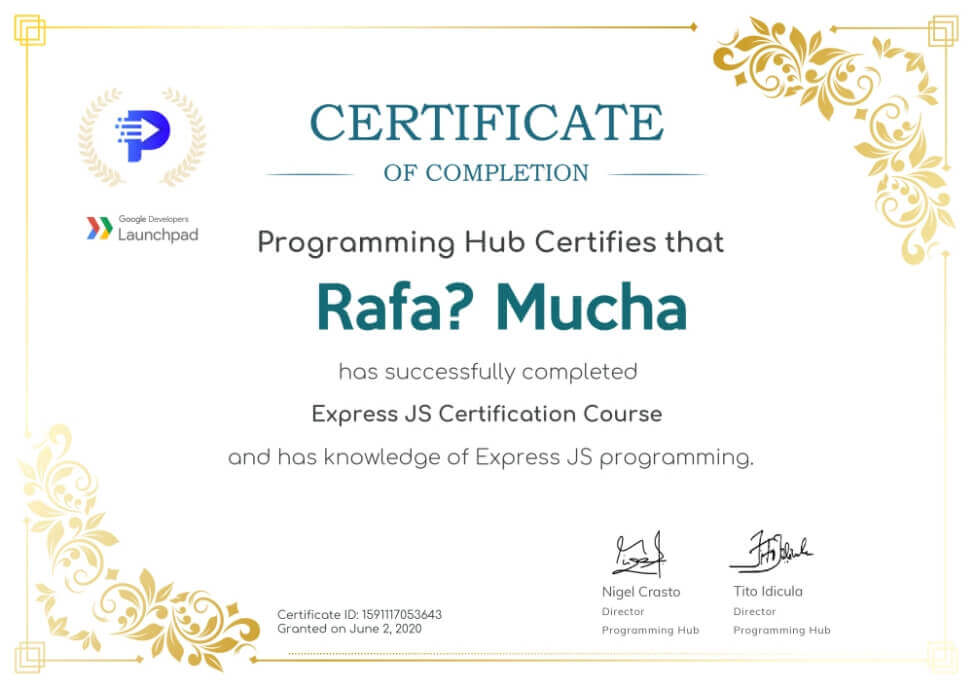 CERTIFICATE
OF COMPLETION
Google Developers
Launchpad
Programming Hub Certifies that
Rafa? Mucha
has successfully completed
Express JS Certification Course
and has knowledge of Express JS programming.
Certificate ID: 1591117053643
Granted on June 2, 2020
Nigel Crasto
Director
Programming Hub
Tito Idicula
Director
Programming Hub